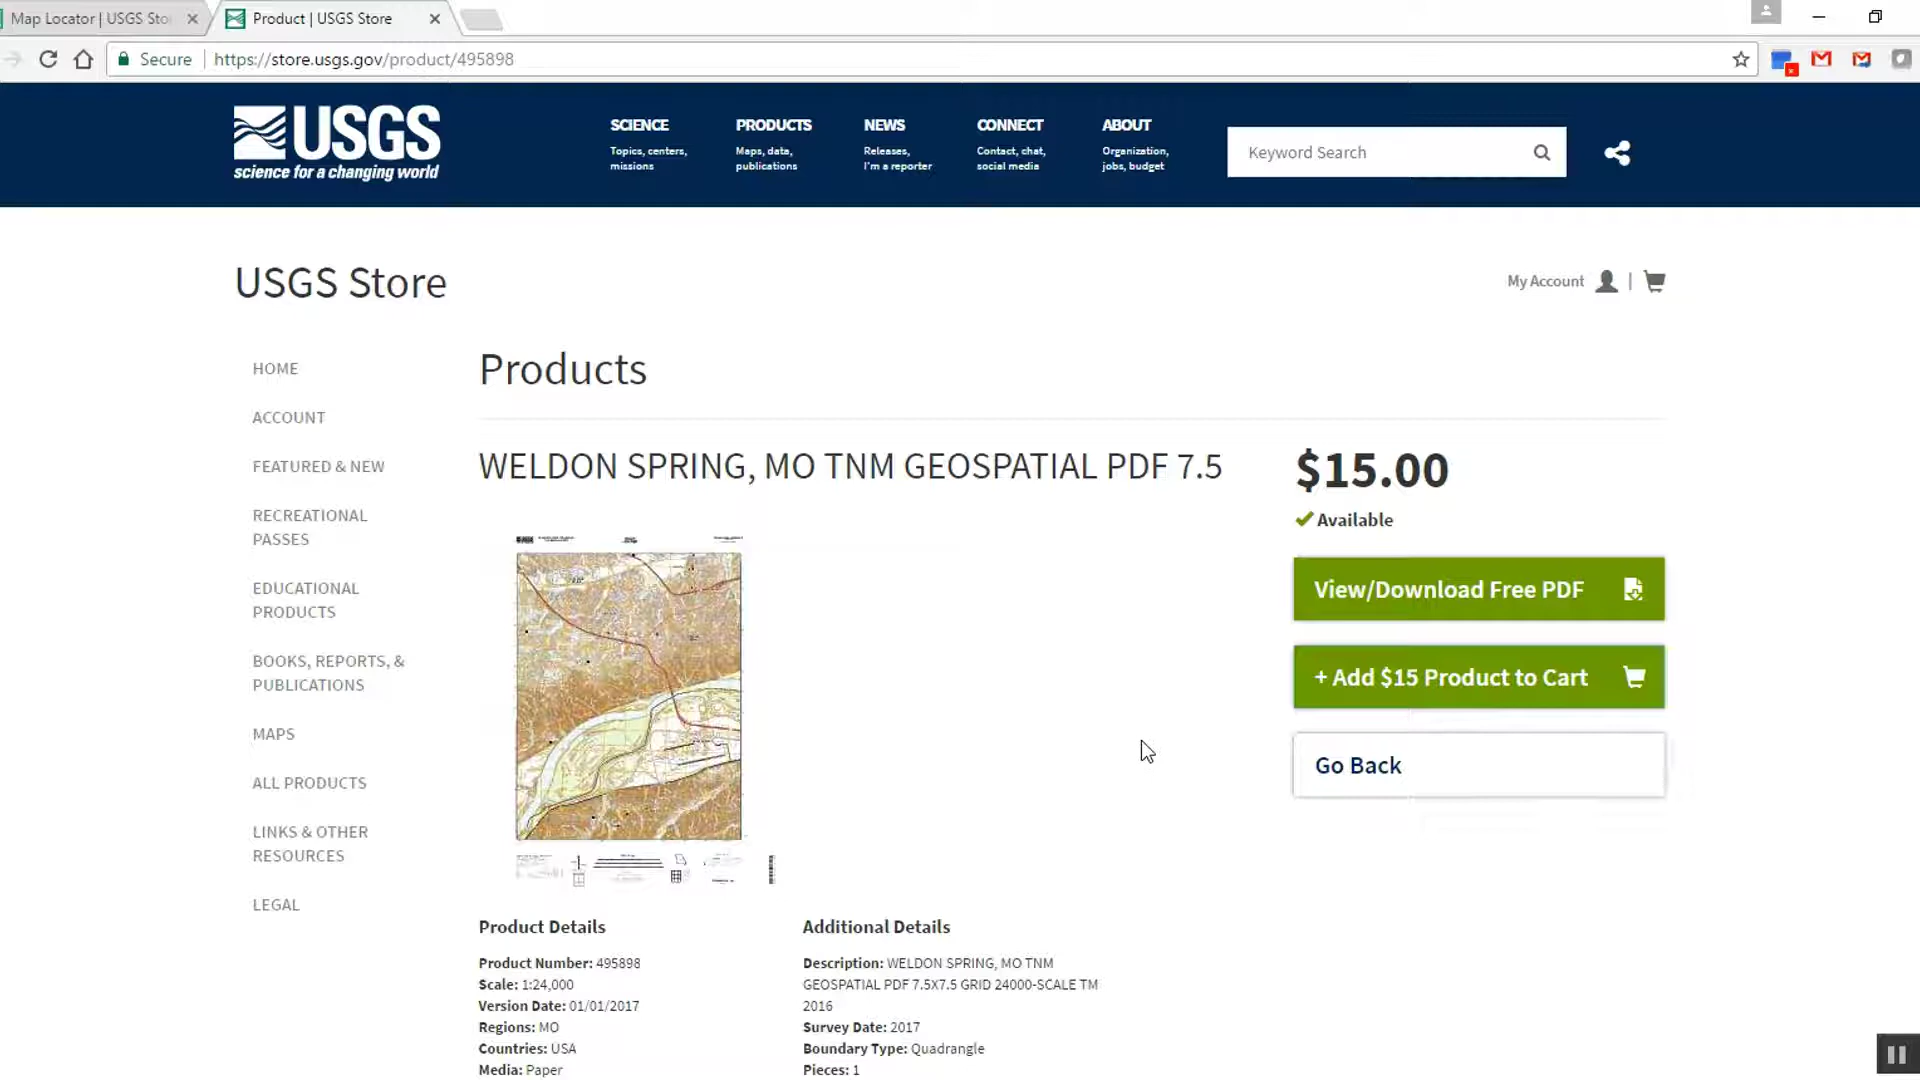 Map Locator | USGS Sto
Product | USGS Store
Secure
https://store.usgs.gov/product/495898
USGS
science for a changing world
SCIENCE
Topics, centers,
missions
PRODUCTS
Maps, data,
publications
NEWS
Releases,
I'm a reporter
CONNECT
Contact, chat,
social media
ABOUT
Organization,
jobs, budget
Keyword Search
USGS Store
My Account
|
HOME
ACCOUNT
FEATURED & NEW
RECREATIONAL
PASSES
EDUCATIONAL
PRODUCTS
BOOKS, REPORTS, &
PUBLICATIONS
MAPS
ALL PRODUCTS
LINKS & OTHER
RESOURCES
LEGAL
Products
WELDON SPRING, MO TNM GEOSPATIAL PDF 7.5
$15.00
Available
View/Download Free PDF
+ Add $15 Product to Cart
Go Back
Product Details
Product Number: 495898
Scale: 1:24,000
Version Date: 01/01/2017
Regions: MO
Countries: USA
Media: Paper
Additional Details
Description: WELDON SPRING, MO TNM
GEOSPATIAL PDF 7.5X7.5 GRID 24000-SCALE TM
2016
Survey Date: 2017
Boundary Type: Quadrangle
Pieces: 1